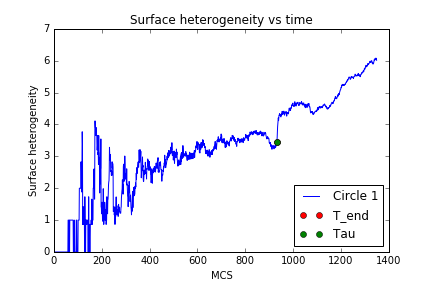 Surface heterogeneity vs time
7
6
5
4
3
2
1
0
Surface heterogeneity
0 200 400 600 800 1000 1200 1400
MCS
Circle 1
T_end
Tau